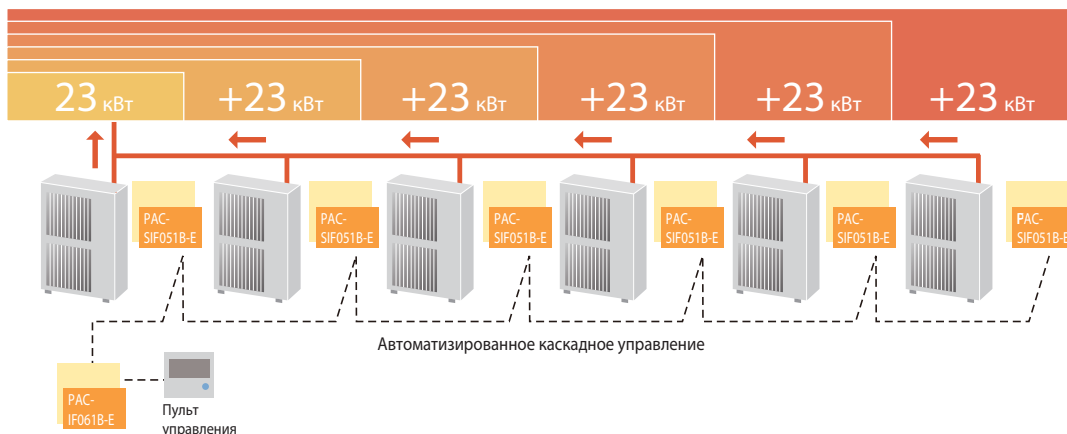 23 кВт
+23 кВт
+23 кВт
+23 кВт
+23 кВт
+23 кВт
PAC-
SIF051B-E
PAC-
SIF051B-E
PAC-
SIF051B-E
PAC-
SIF051B-E
PAC-
SIF051B-E
PAC-
SIF051B-E
Автоматизированное каскадное управление
PAC-
IF061B-E
Пульт
управления